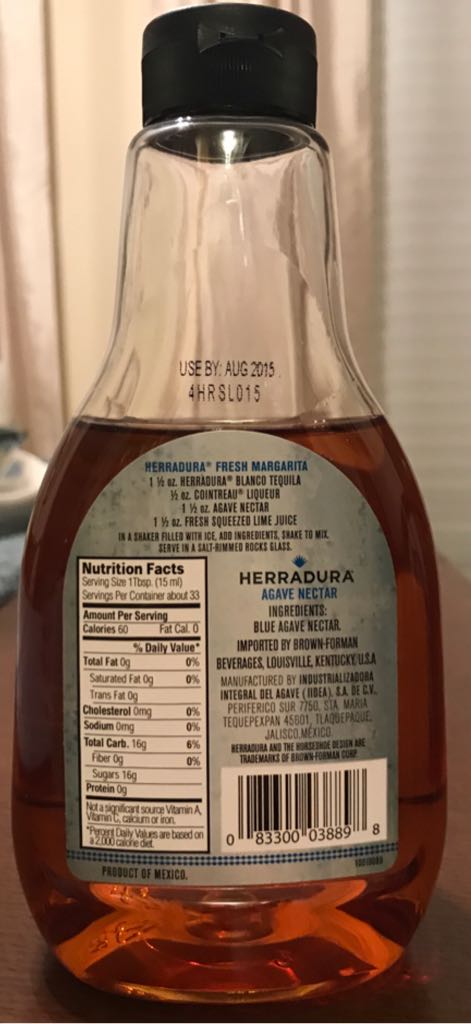 USE BY: AUG 2015
4HRSL015
HERRADURA® FRESH MARGARITA
1 ½ oz. HERRADURA® BLANCO TEQUILA
½ oz. COINTREAU® LIQUEUR
1 ½ oz. AGAVE NECTAR
1 ½ oz. FRESH SQUEEZED LIME JUICE
IN A SHAKER FILLED WITH ICE, ADD INGREDIENTS, SHAKE TO MIX.
SERVE IN A SALT-RIMMED ROCKS GLASS.
Nutrition Facts
Serving Size 1Tbsp. (15 ml)
Servings Per Container about 33
Amount Per Serving
Calories 60 Fat Cal. 0
% Daily Value*
Total Fat 0g 0%
Saturated Fat 0g 0%
Trans Fat 0g
Cholesterol 0mg 0%
Sodium 0mg 0%
Total Carb. 16g 6%
Fiber 0g 0%
Sugars 16g
Protein 0g
Not a significant source Vitamin A,
Vitamin C, calcium or iron.
*Percent Daily Values are based on
a 2,000 calorie diet.
HERRADURA
AGAVE NECTAR
INGREDIENTS:
BLUE AGAVE NECTAR.
IMPORTED BY BROWN-FORMAN
BEVERAGES, LOUISVILLE, KENTUCKY U.S.A
MANUFACTURED BY INDUSTRIALIZADORA
INTEGRAL DEL AGAVE (IIDEA), S.A. DE C.V.
PERIFERICO SUR 7750, STA. MARIA
TEQUEPEXPAN 45601, TLAQUEPAQUE,
JALISCO, MÉXICO.
HERRADURA AND THE HORSESHOE DESIGN ARE
TRADEMARKS OF BROWN-FORMAN CORP.
0 83300 03889 8
PRODUCT OF MEXICO.